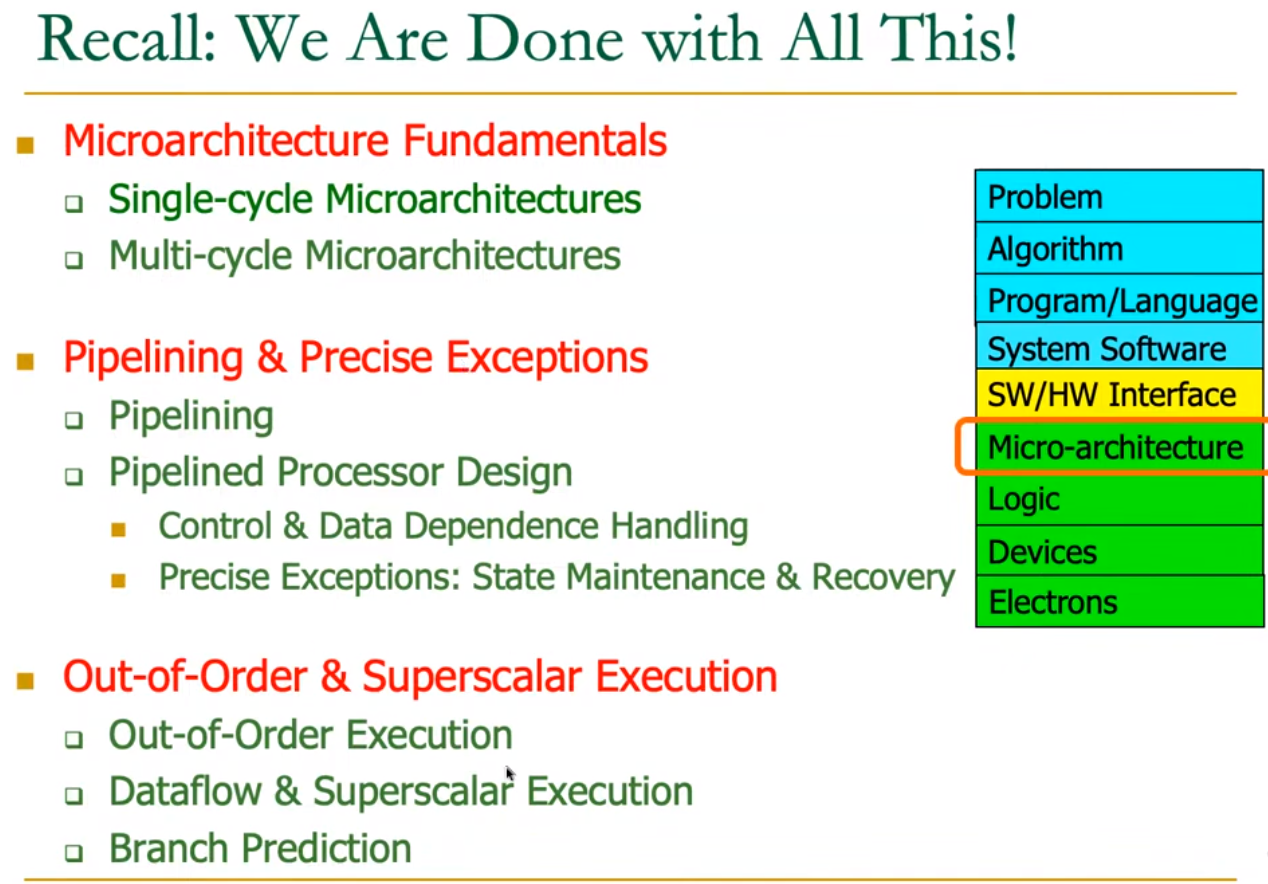 Recall: We Are Done with All This!
Microarchitecture Fundamentals
Single-cycle Microarchitectures
Multi-cycle Microarchitectures
Pipelining & Precise Exceptions
Pipelining
Pipelined Processor Design
Control & Data Dependence Handling
Precise Exceptions: State Maintenance & Recovery
Out-of-Order & Superscalar Execution
Out-of-Order Execution
Dataflow & Superscalar Execution
Branch Prediction
Problem
Algorithm
Program/Language
System Software
SW/HW Interface
Micro-architecture
Logic
Devices
Electrons